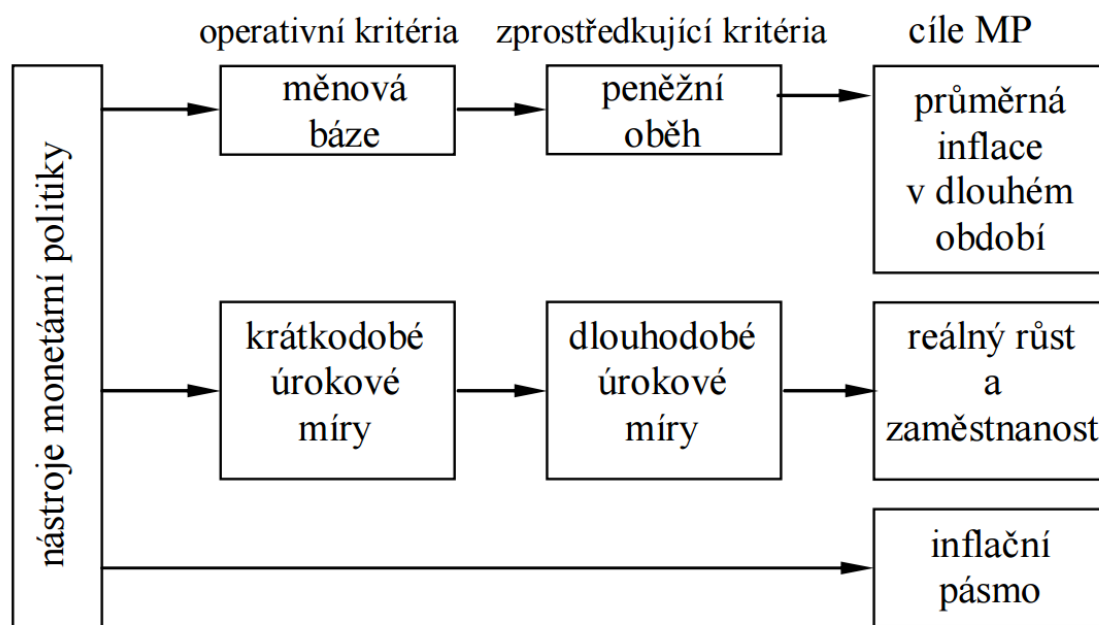 operativní kritéria
zprostředkující kritéria
cíle MP
nástroje monetární politiky
měnová
báze
peněžní
oběh
průměrná
inflace
v dlouhém
období
krátkodobé
úrokové
míry
dlouhodobé
úrokové
míry
reálný růst
a
zaměstnanost
inflační
pásmo